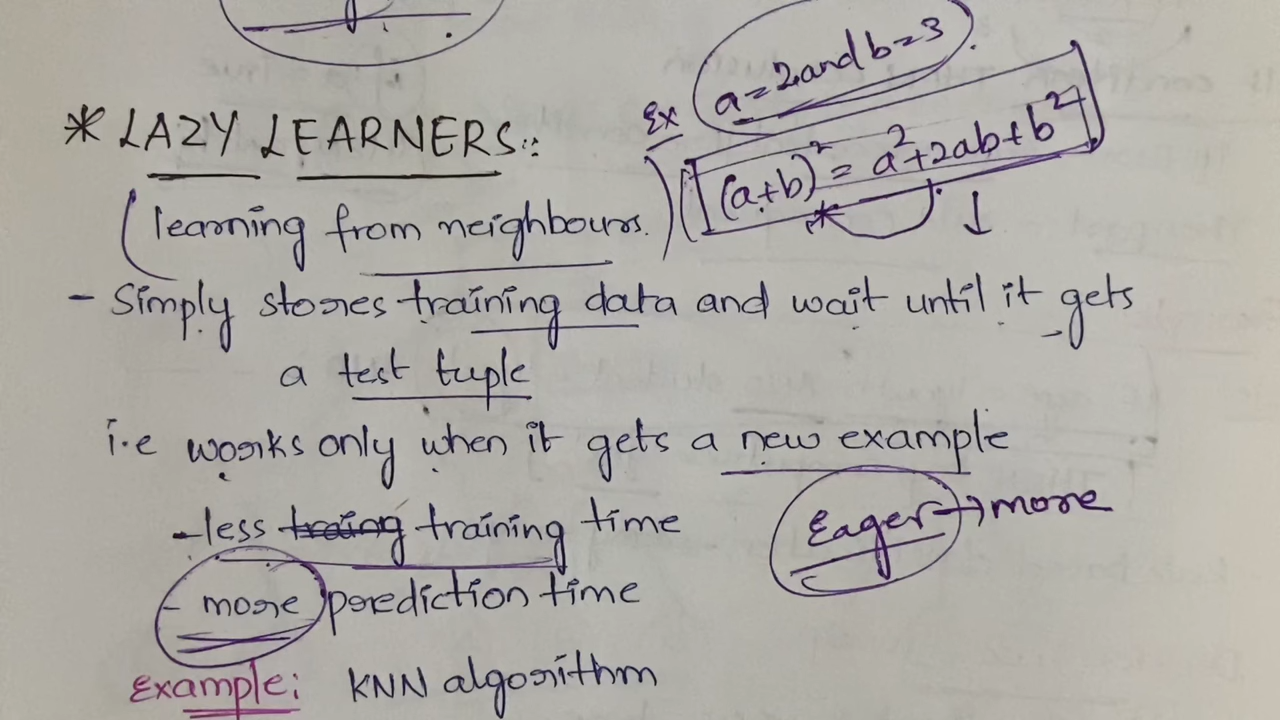 Ex a=2 and b=3.
* LAZY LEARNERS::
(a+b)² = a²+2ab+b²
(learning from neighbours.)
- Simply stores training data and wait until it gets
a test tuple
i.e works only when it gets a new example
- less traing training time
Eager → more
- more prediction time
Example: KNN algorithm